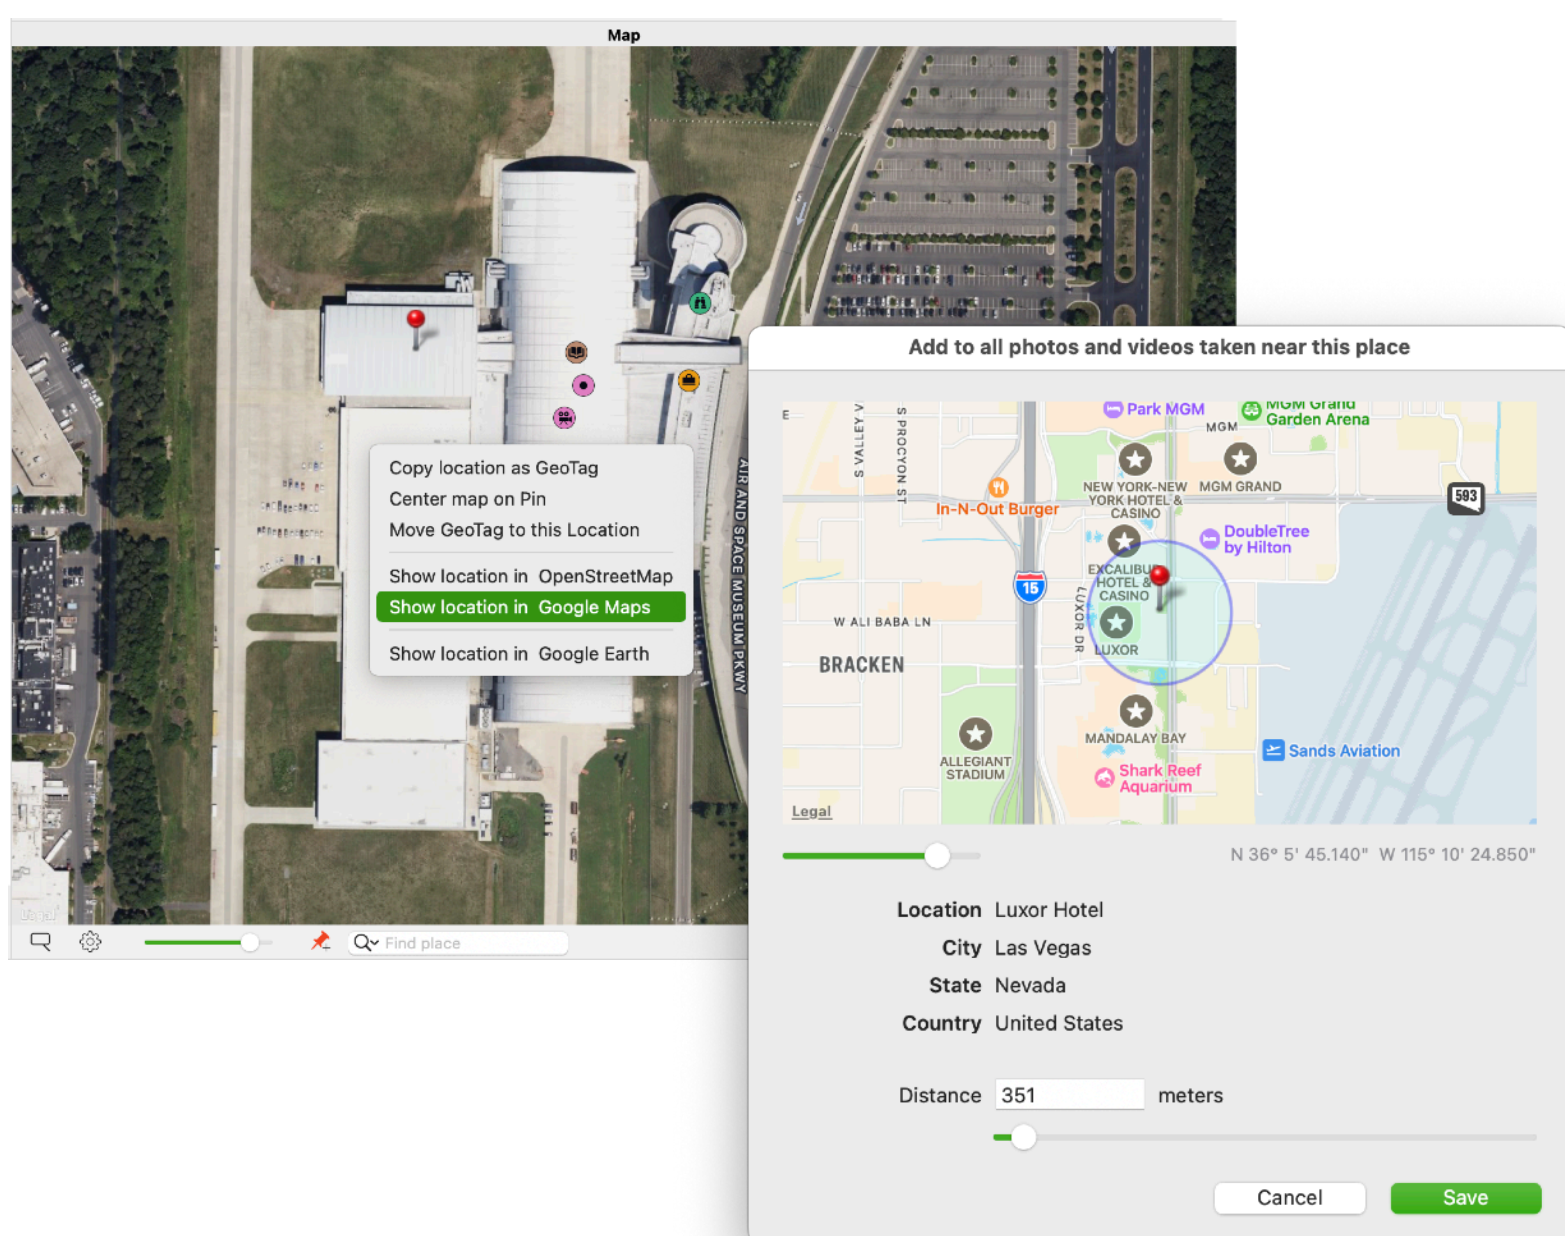 Map
AIR AND SPACE MUSEUM PKWY
Copy location as GeoTag
Center map on Pin
Move GeoTag to this Location
Show location in OpenStreetMap
Show location in Google Maps
Show location in Google Earth
Find place
Add to all photos and videos taken near this place
E
S VALLEY V
S PROCYON ST
Park MGM
MGM Grand
Garden Arena
MGM
NEW YORK-NEW
YORK HOTEL &
CASINO
MGM GRAND
593
In-N-Out Burger
DoubleTree
by Hilton
EXCALIBUR
HOTEL &
CASINO
15
LUXOR DR
W ALI BABA LN
LUXOR
BRACKEN
MANDALAY BAY
ALLEGIANT
STADIUM
Sands Aviation
Shark Reef
Aquarium
Legal
N 36° 5' 45.140" W 115° 10' 24.850"
Location Luxor Hotel
City Las Vegas
State Nevada
Country United States
Distance 351 meters
Cancel
Save